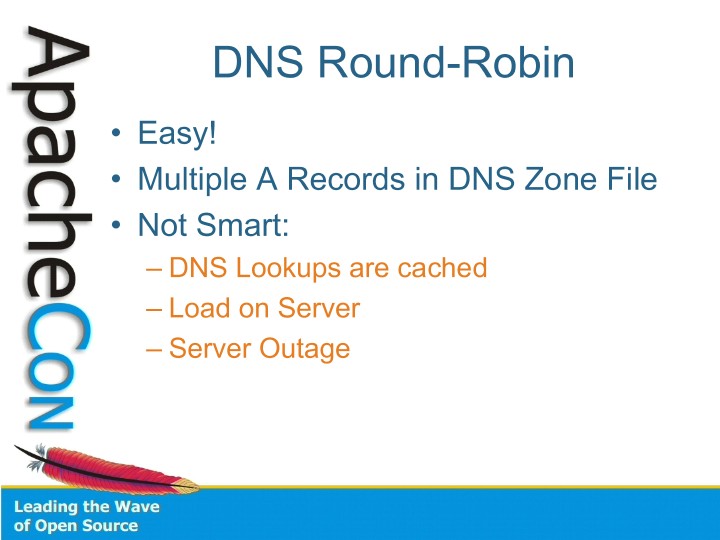 ApacheCon
DNS Round-Robin
• Easy!
• Multiple A Records in DNS Zone File
• Not Smart:
– DNS Lookups are cached
– Load on Server
– Server Outage
Leading the Wave
of Open Source